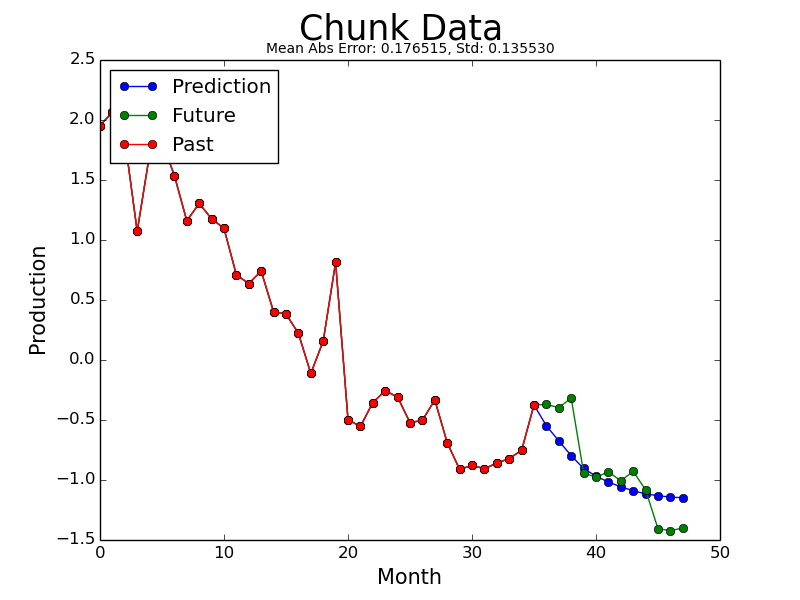 Chunk Data
Mean Abs Error: 0.176515, Std: 0.135530
2.5
2.0
1.5
1.0
0.5
0.0
−0.5
−1.0
−1.5
Production
Prediction
Future
Past
0 10 20 30 40 50
Month